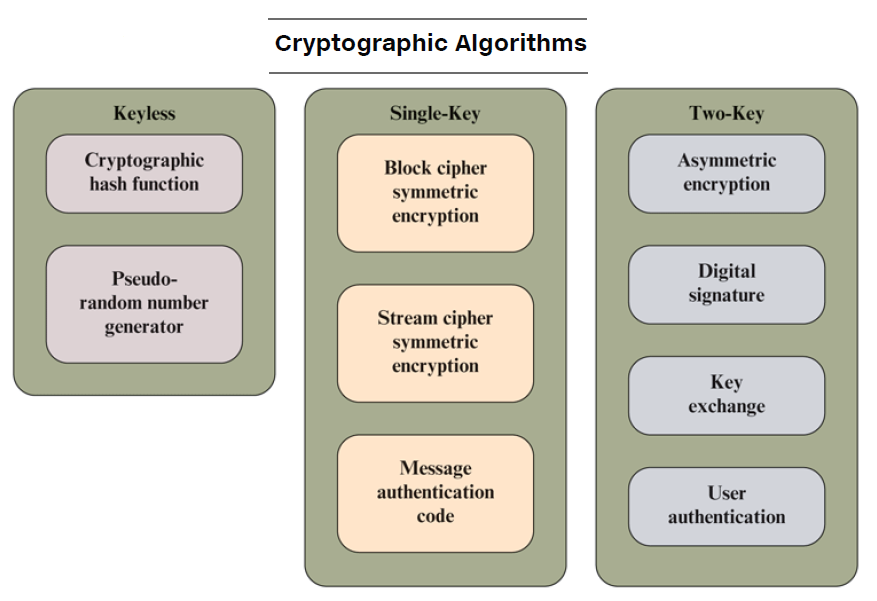 Cryptographic Algorithms
Keyless
Cryptographic
hash function
Pseudo-
random number
generator
Single-Key
Block cipher
symmetric
encryption
Stream cipher
symmetric
encryption
Message
authentication
code
Two-Key
Asymmetric
encryption
Digital
signature
Key
exchange
User
authentication